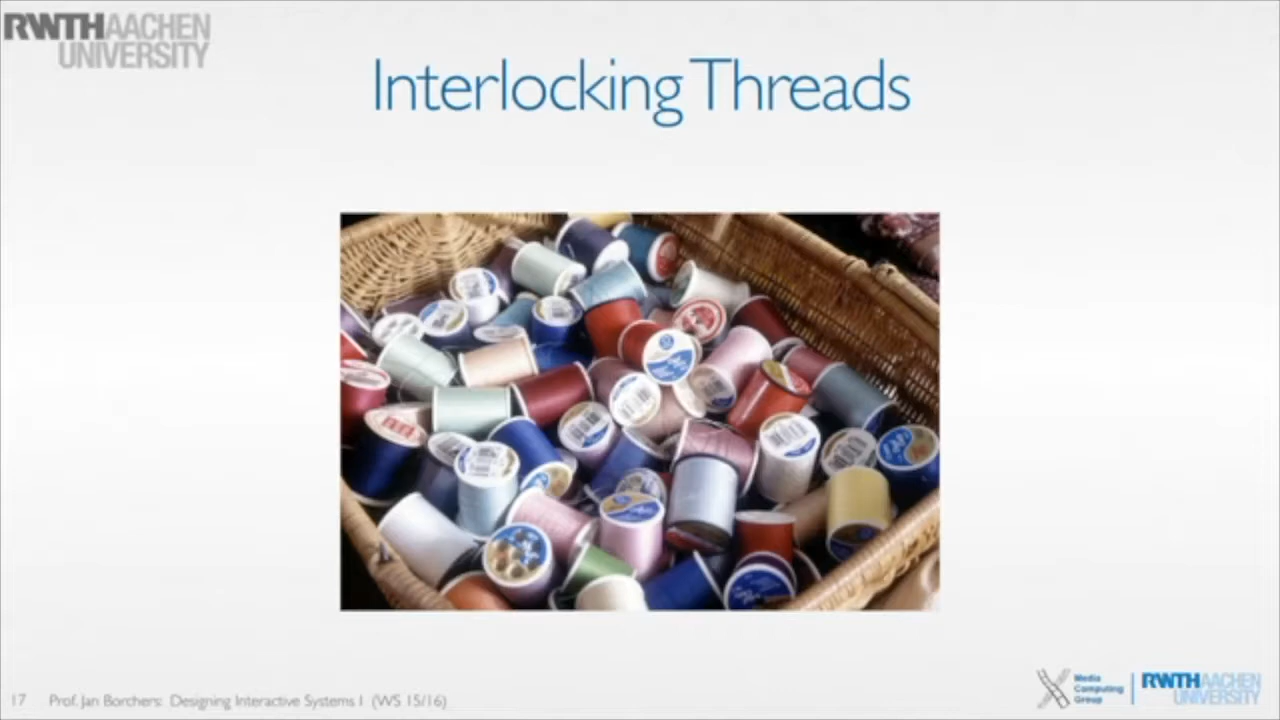 RWTHAACHEN
UNIVERSITY
Interlocking Threads
17 Prof. Jan Borchers: Designing Interactive Systems I (WS 15/16)
Media
Computing
Group
RWTHAACHEN
UNIVERSITY